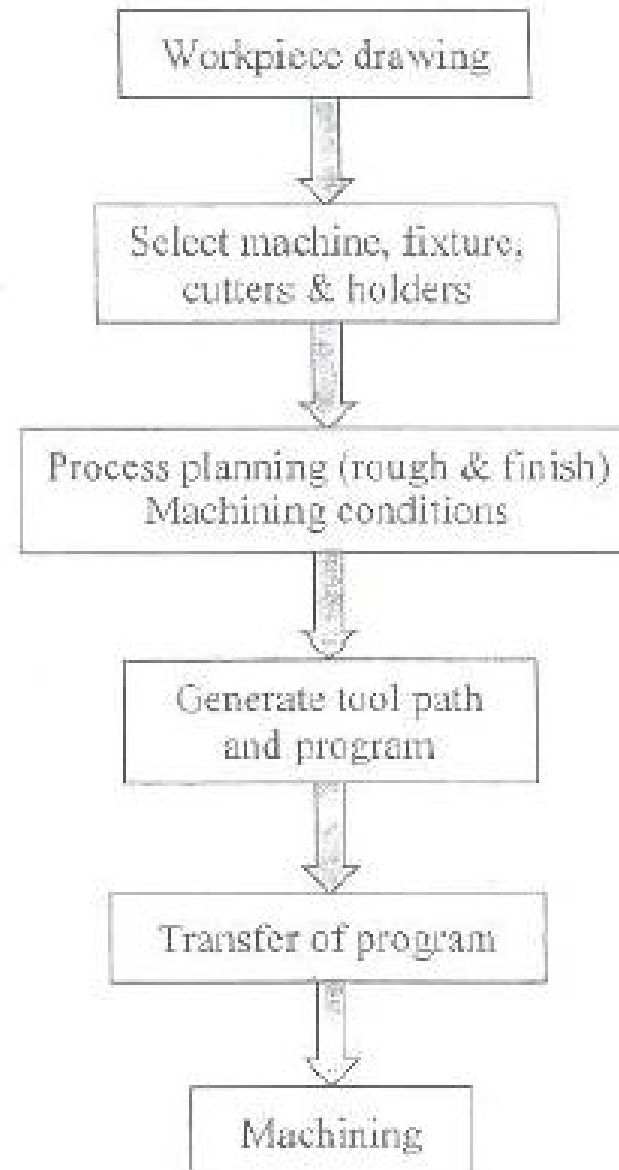 Workpiece drawing
Select machine, fixture,
cutters & holders
Process planning (rough & finish)
Machining conditions
Generate tool path
and program
Transfer of program
Machining